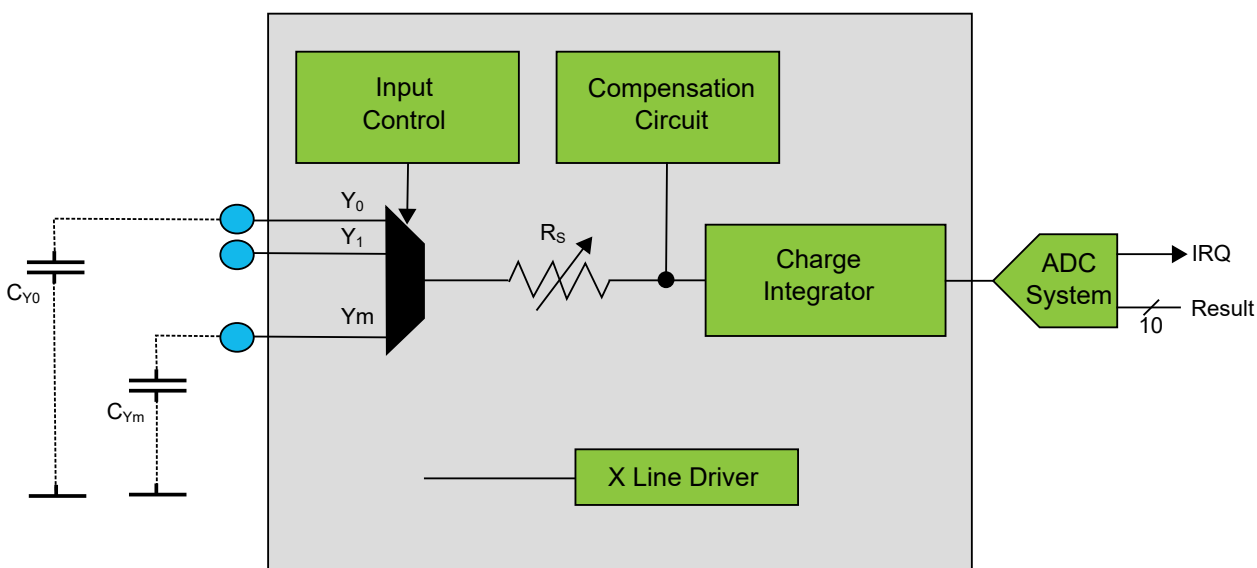 Input
Control
Compensation
Circuit
Y0
Y1
Ym
RS
Charge
Integrator
ADC
System
IRQ
Result
10
CY0
CYm
X Line Driver